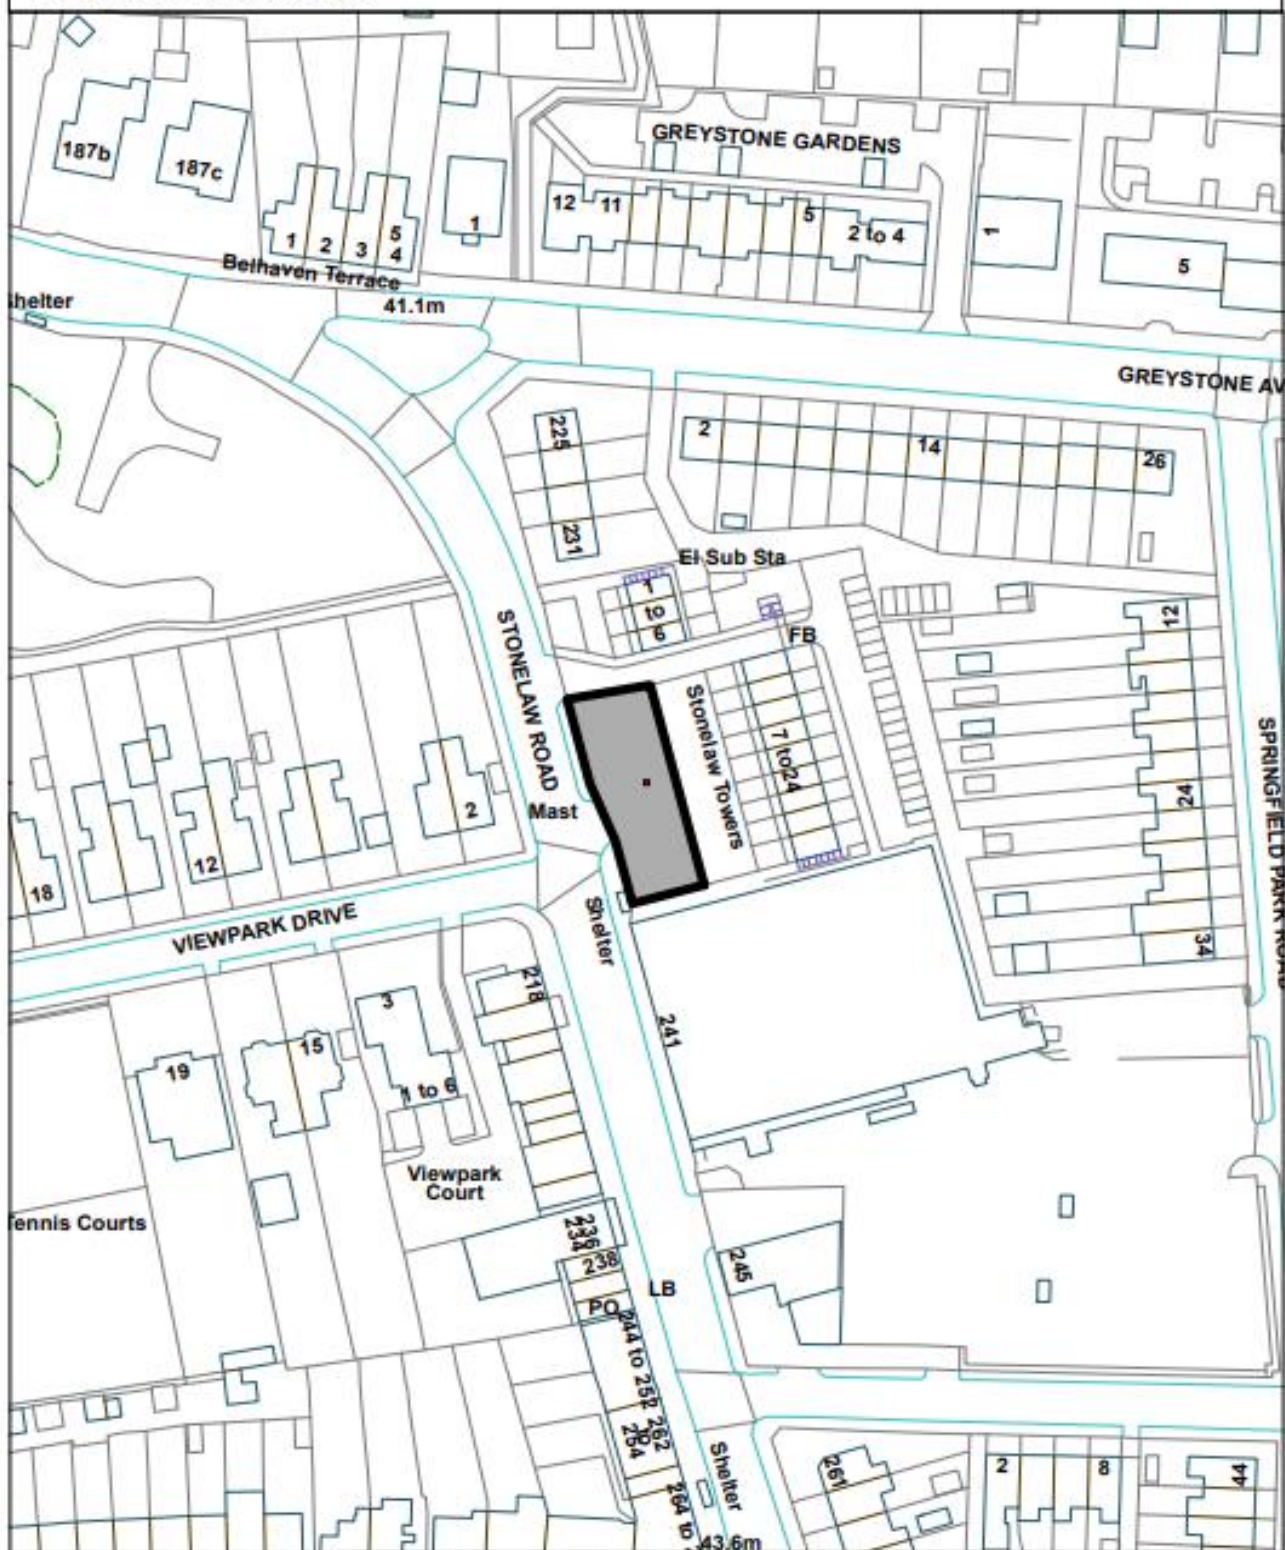 GREYSTONE GARDENS
187b
187c
12
11
5
2 to 4
1
5
1
2
3
5
4
1
Belhaven Terrace
41.1m
GREYSTONE AV
225
2
14
26
231
El Sub Sta
1
to
6
FB
12
STONELAW ROAD
Stonelaw Towers
7 to 24
SPRINGFIELD PARK ROAD
24
Mast
2
12
18
VIEWPARK DRIVE
Shelter
34
218
3
241
15
19
1 to 6
Viewpark
Court
Tennis Courts
236
234
238
245
LB
PO
244 to 252
262
to
254
Shelter
261
2
8
44
264 to
43.6m